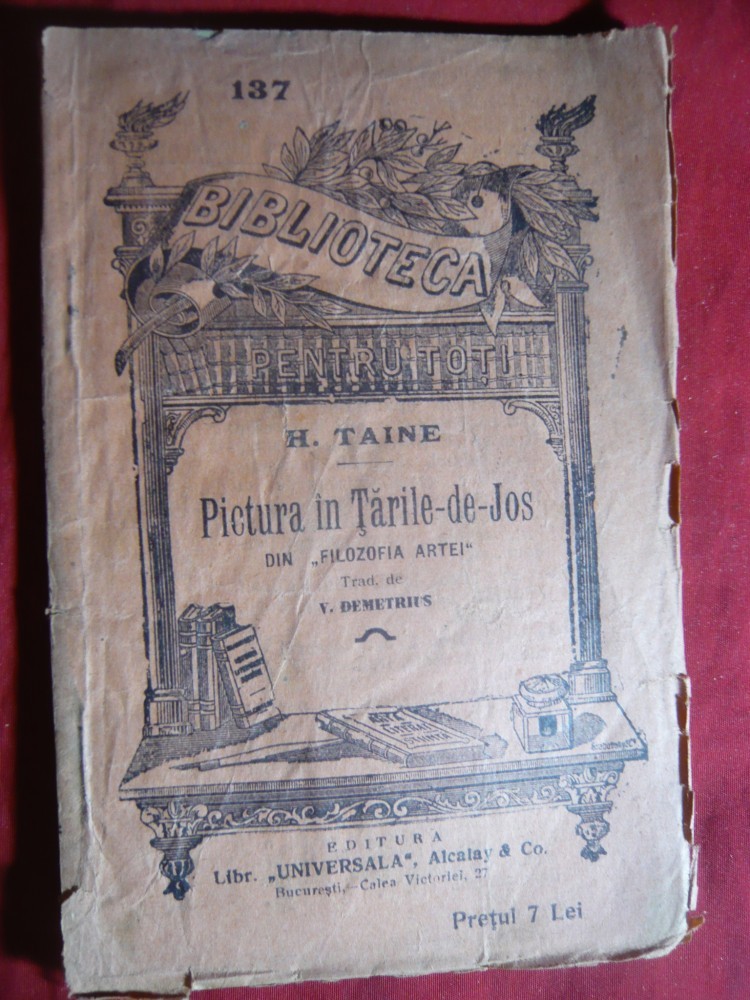 137
BIBLIOTECA
PENTRU TOȚI
H. TAINE
Pictura în Țările-de-Jos
DIN „FILOZOFIA ARTEI“
Trad. de
V. DEMETRIUS
EDITURA
Libr. „UNIVERSALA“, Alcalay & Co.
București,—Calea Victoriei, 27
Prețul 7 Lei